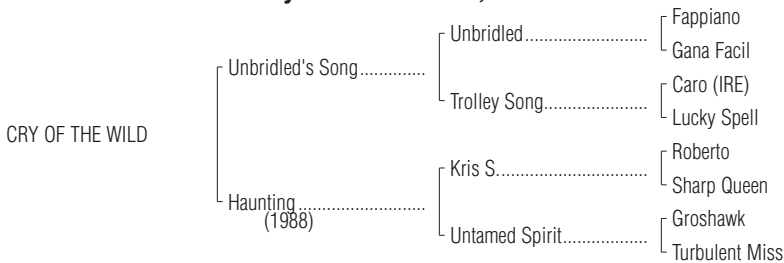 Fappiano
Unbridled..............................
Gana Facil
Unbridled's Song..............
Caro (IRE)
Trolley Song.........................
Lucky Spell
CRY OF THE WILD
Roberto
Kris S....................................
Sharp Queen
Haunting............................
(1988)
Groshawk
Untamed Spirit.....................
Turbulent Miss